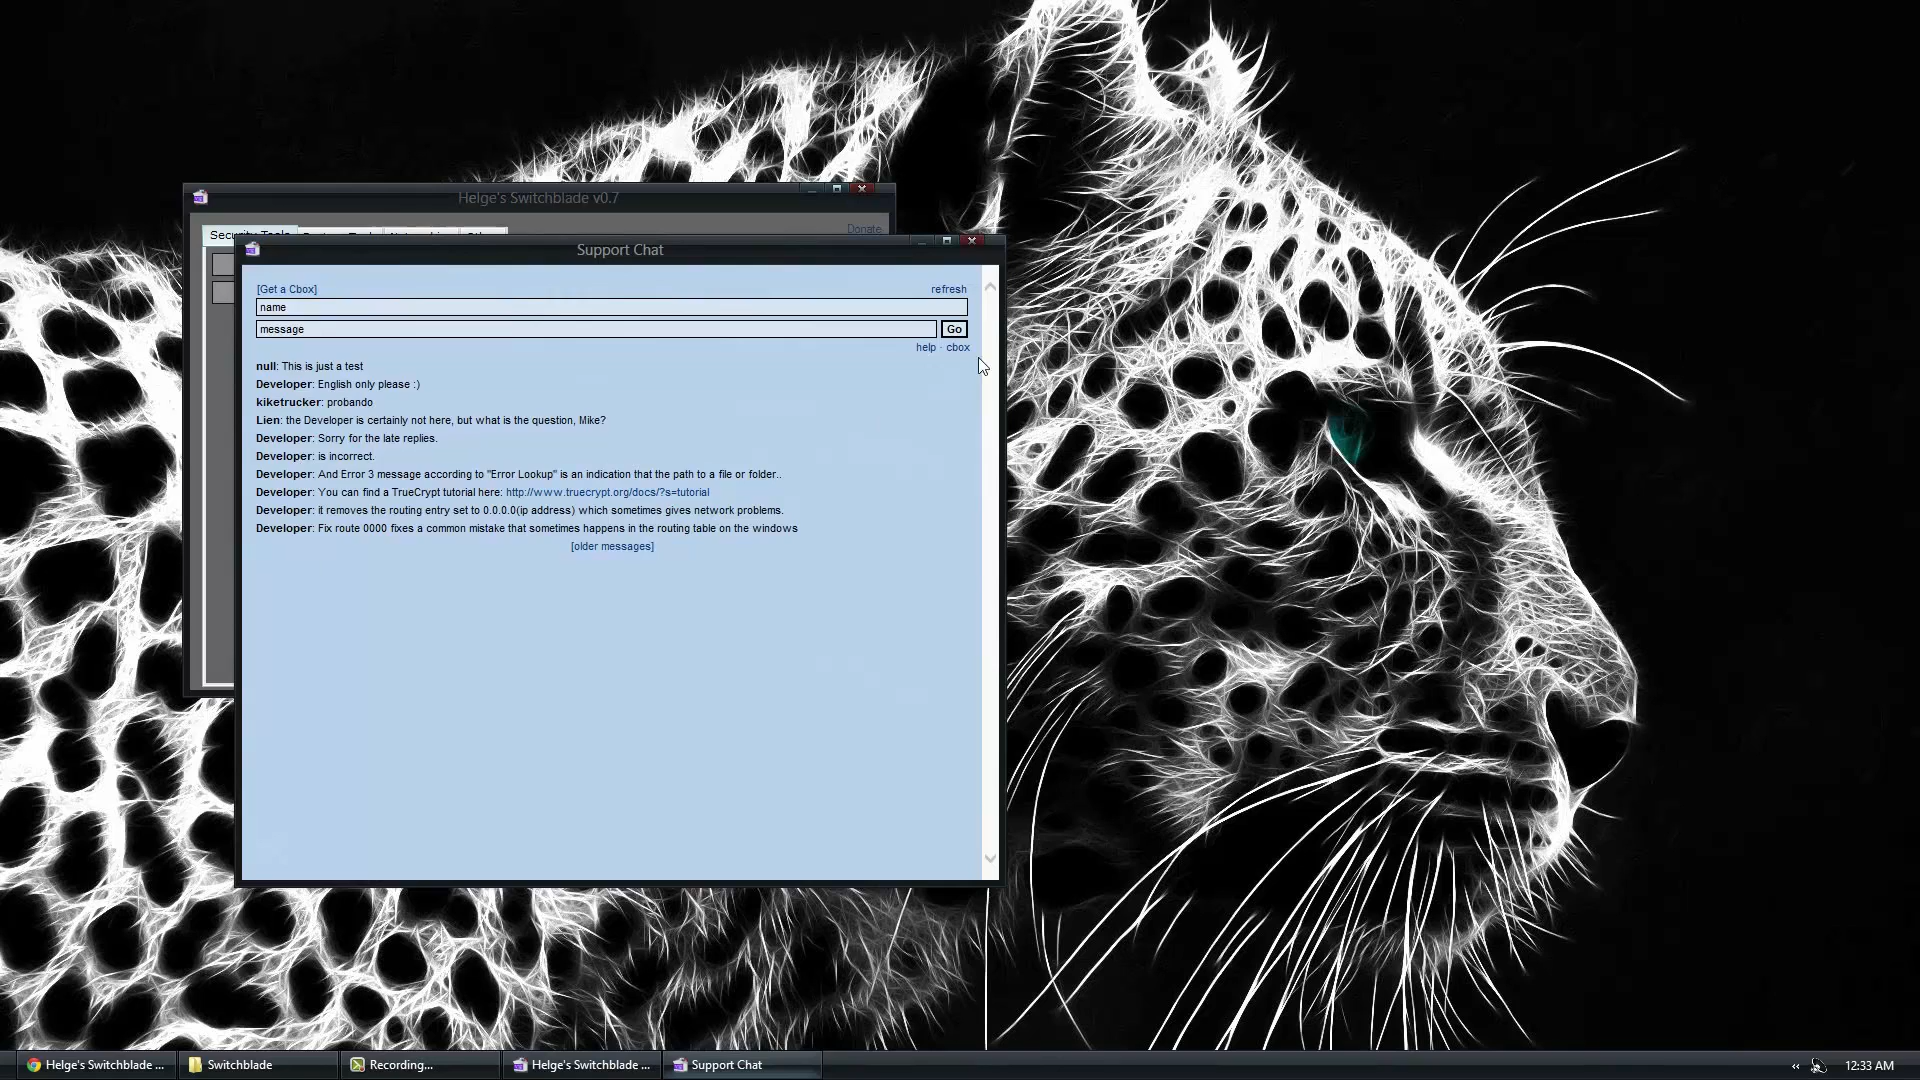 Helge's Switchblade v0.7
Donate
Support Chat
[Get a Cbox]
refresh
name
message
Go
help · cbox
null: This is just a test
Developer: English only please :)
kiketrucker: probando
Lien: the Developer is certainly not here, but what is the question, Mike?
Developer: Sorry for the late replies.
Developer: is incorrect.
Developer: And Error 3 message according to "Error Lookup" is an indication that the path to a file or folder..
Developer: You can find a TrueCrypt tutorial here: http://www.truecrypt.org/docs/?s=tutorial
Developer: it removes the routing entry set to 0.0.0.0(ip address) which sometimes gives network problems.
Developer: Fix route 0000 fixes a common mistake that sometimes happens in the routing table on the windows
[older messages]
Helge's Switchblade ...
Switchblade
Recording...
Helge's Switchblade ...
Support Chat
12:33 AM